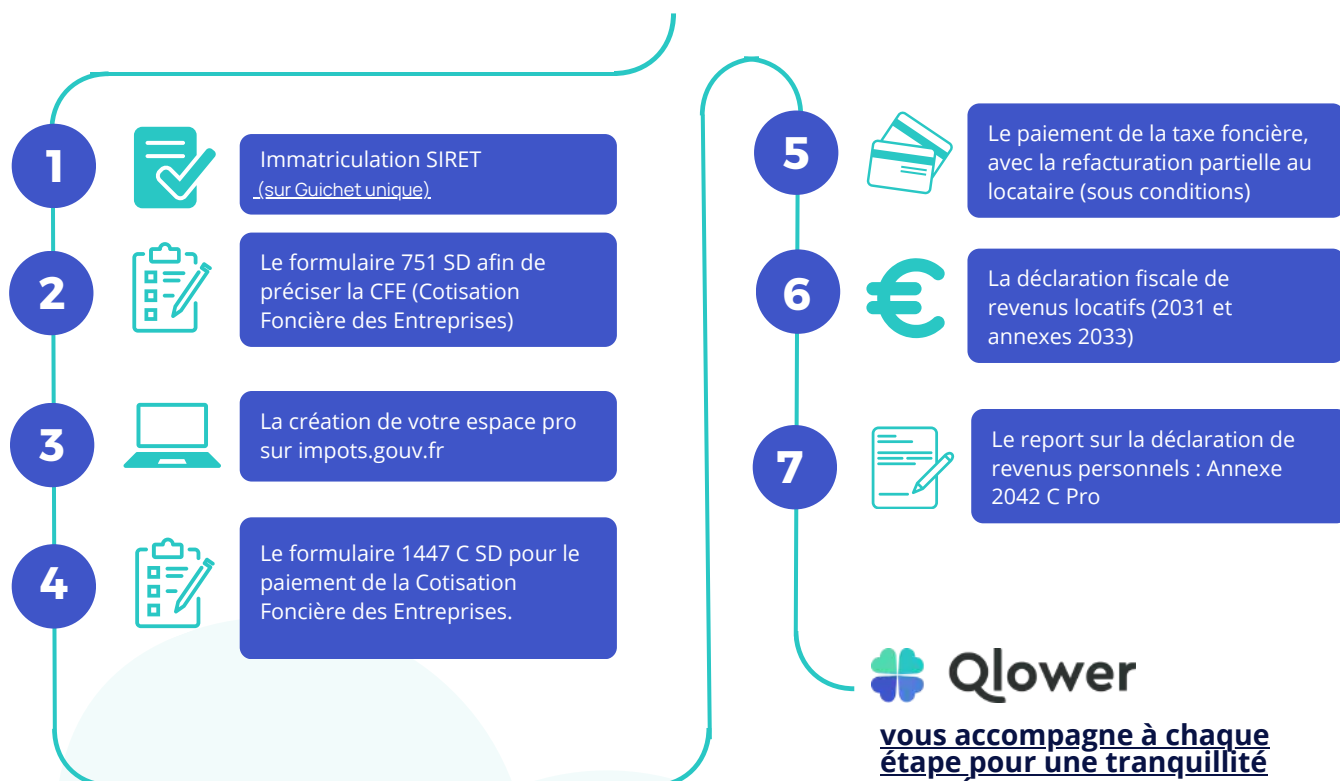 1
Immatriculation SIRET
(sur Guichet unique)
2
Le formulaire 751 SD afin de
préciser la CFE (Cotisation
Foncière des Entreprises)
3
La création de votre espace pro
sur impots.gouv.fr
4
Le formulaire 1447 C SD pour le
paiement de la Cotisation
Foncière des Entreprises.
5
Le paiement de la taxe foncière,
avec la refacturation partielle au
locataire (sous conditions)
6
La déclaration fiscale de
revenus locatifs (2031 et
annexes 2033)
7
Le report sur la déclaration de
revenus personnels : Annexe
2042 C Pro
Qlower
vous accompagne à chaque
étape pour une tranquillité